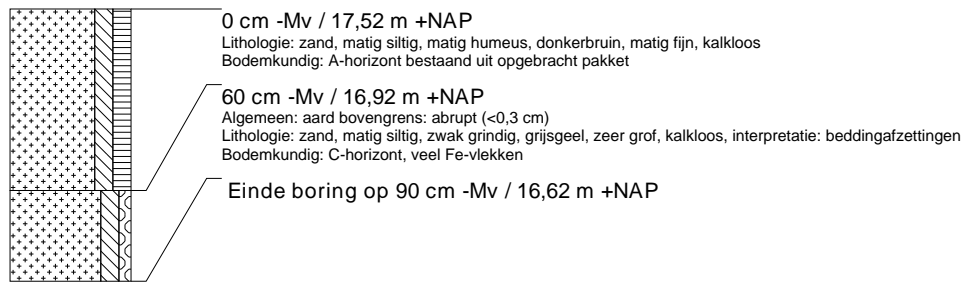 0 cm -Mv / 17,52 m +NAP
Lithologie: zand, matig siltig, matig humeus, donkerbruin, matig fijn, kalkloos
Bodemkundig: A-horizont bestaand uit opgebracht pakket
60 cm -Mv / 16,92 m +NAP
Algemeen: aard bovengrens: abrupt (<0,3 cm)
Lithologie: zand, matig siltig, zwak grindig, grijsgeel, zeer grof, kalkloos, interpretatie: beddingafzettingen
Bodemkundig: C-horizont, veel Fe-vlekken
Einde boring op 90 cm -Mv / 16,62 m +NAP